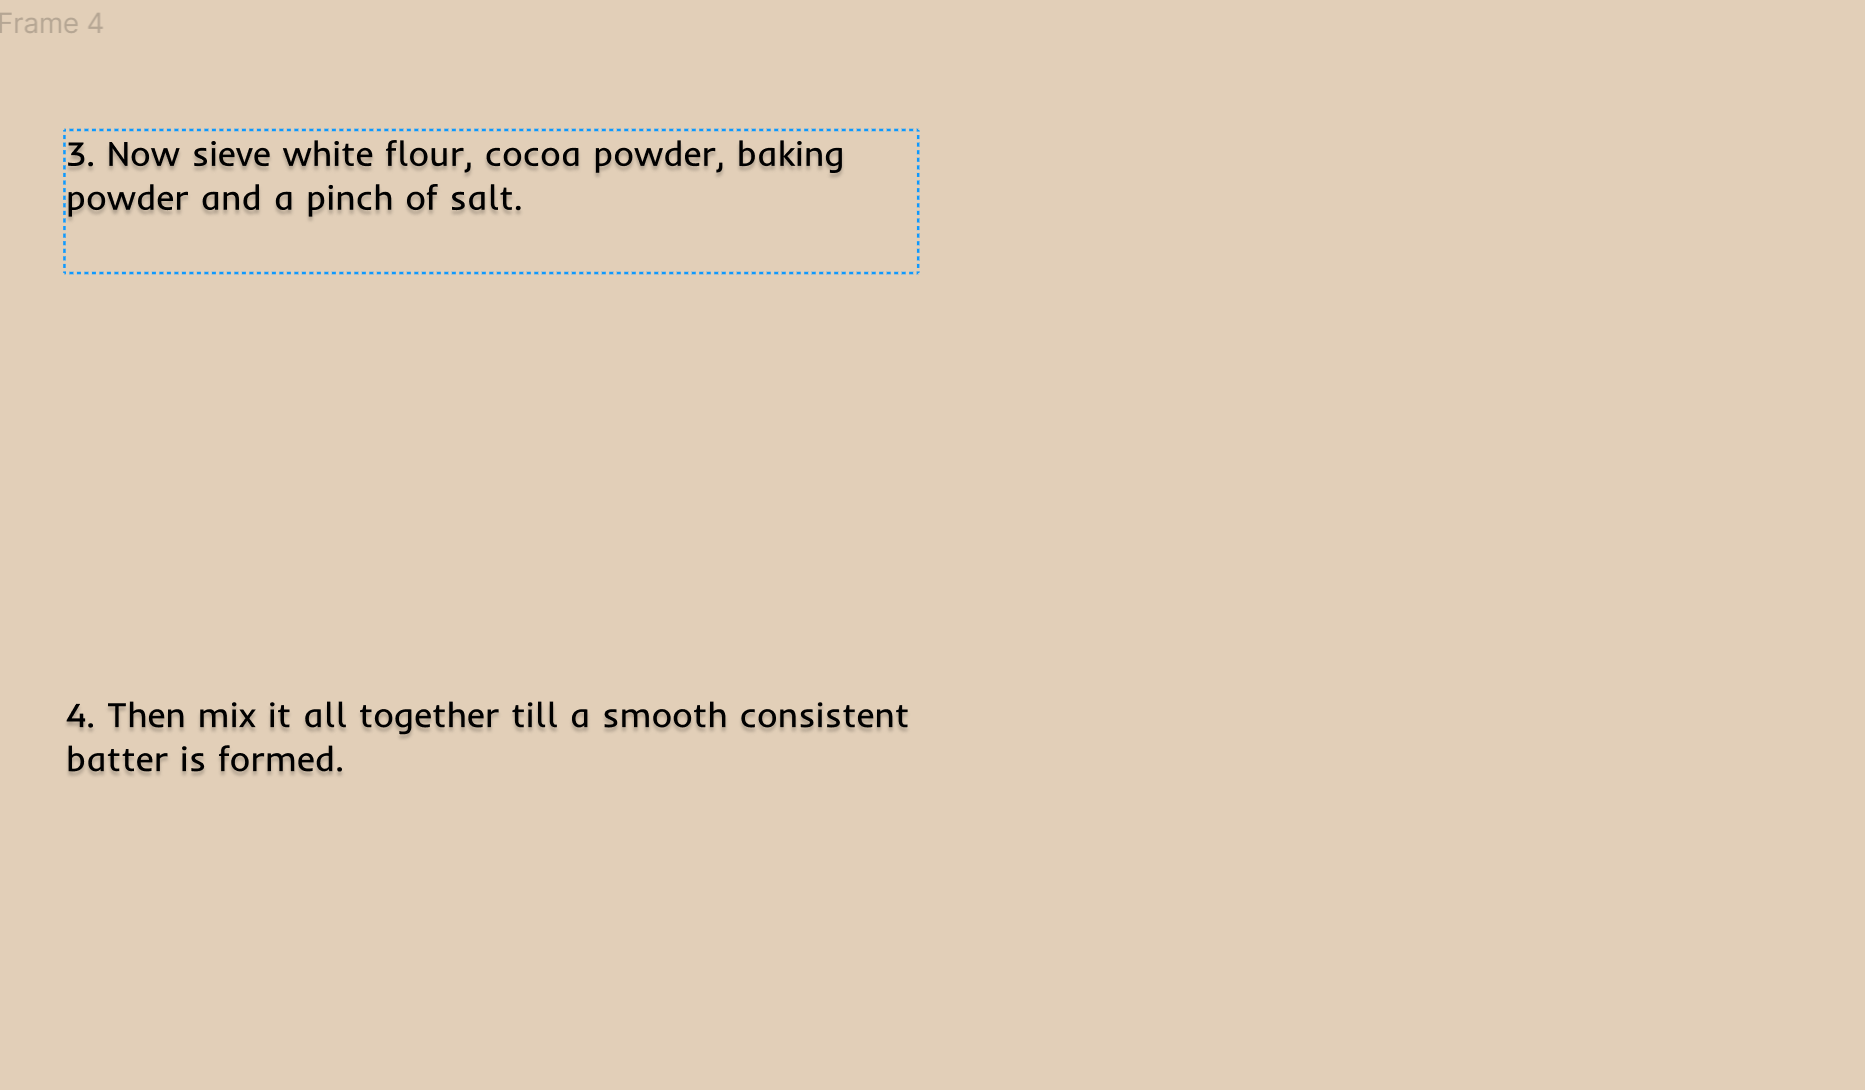 Frame 4
3. Now sieve white flour, cocoa powder, baking
powder and a pinch of salt.
4. Then mix it all together till a smooth consistent
batter is formed.